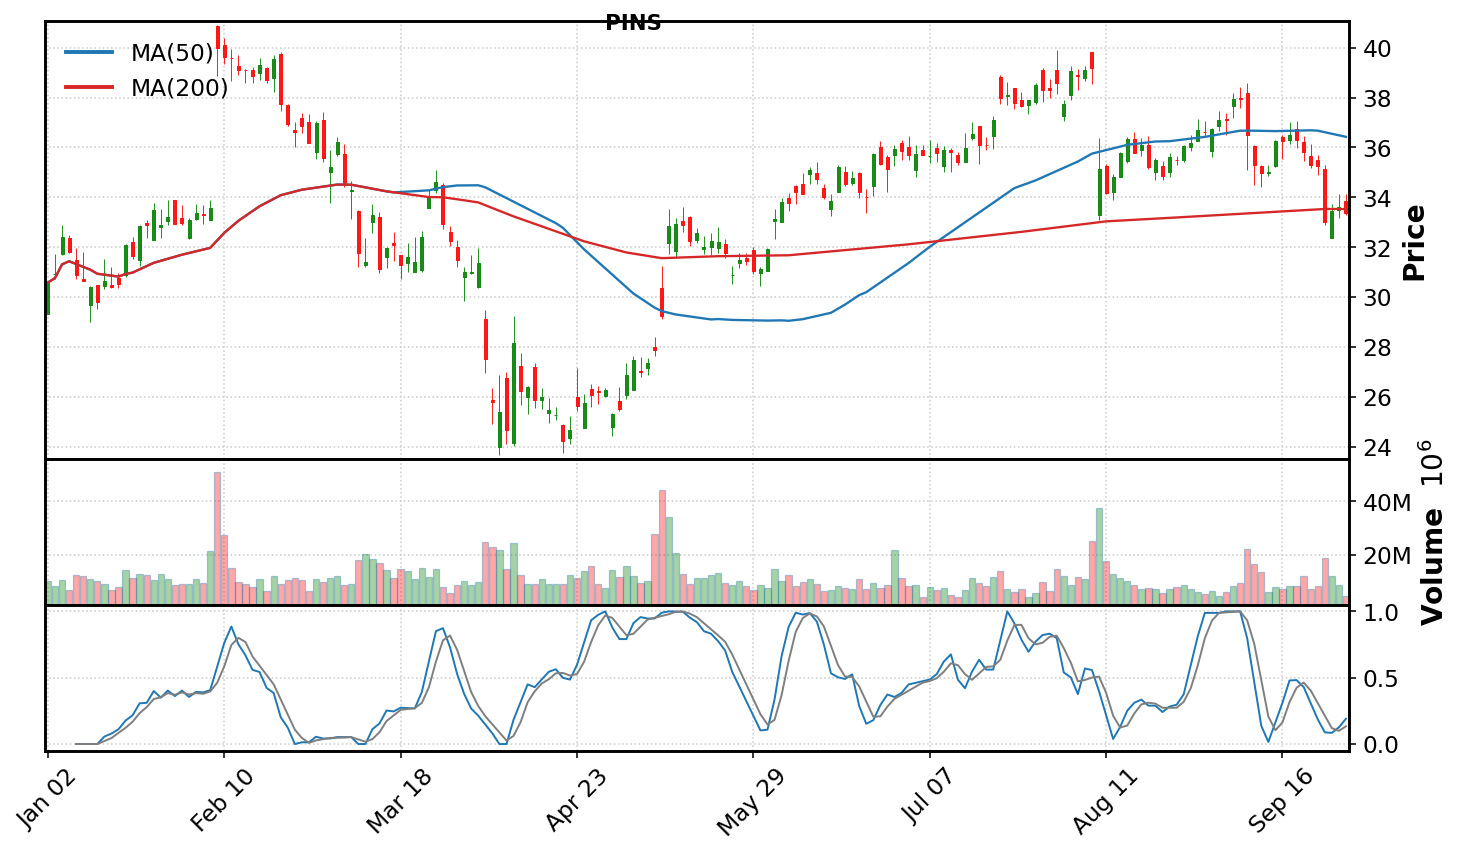 PINS
MA(50)
MA(200)
40
38
36
34
32
30
28
26
24
Price
40M
20M
Volume 10^6
1.0
0.5
0.0
Jan 02
Feb 10
Mar 18
Apr 23
May 29
Jul 07
Aug 11
Sep 16